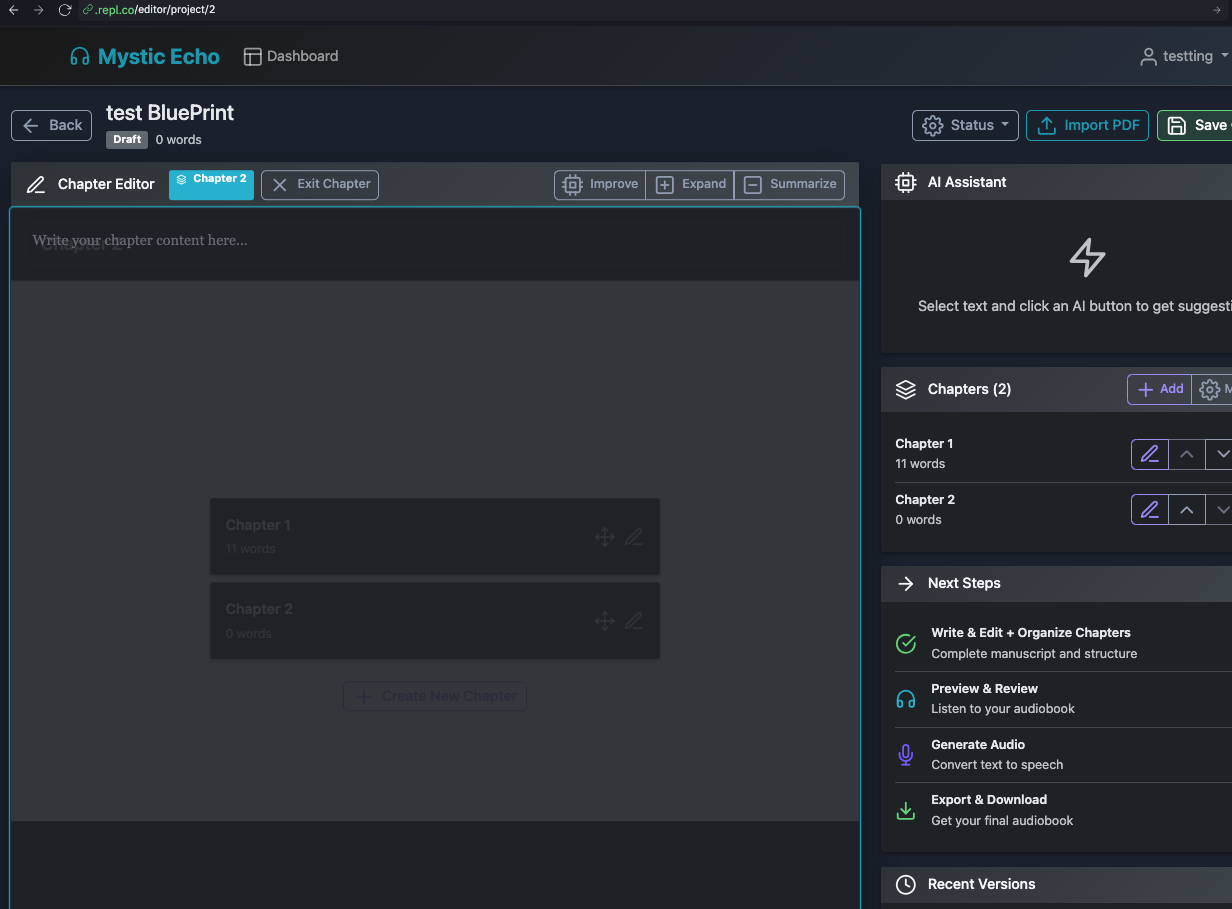 .repl.co/editor/project/2
Mystic Echo
Dashboard
testting
Back
test BluePrint
Draft
0 words
Status
Import PDF
Save
Chapter Editor
Chapter 2
Exit Chapter
Improve
Expand
Summarize
Write your chapter content here...
Chapter 2
Chapter 1
11 words
Chapter 2
0 words
Create New Chapter
AI Assistant
Select text and click an AI button to get suggesti
Chapters (2)
Add
M
Chapter 1
11 words
Chapter 2
0 words
Next Steps
Write & Edit + Organize Chapters
Complete manuscript and structure
Preview & Review
Listen to your audiobook
Generate Audio
Convert text to speech
Export & Download
Get your final audiobook
Recent Versions